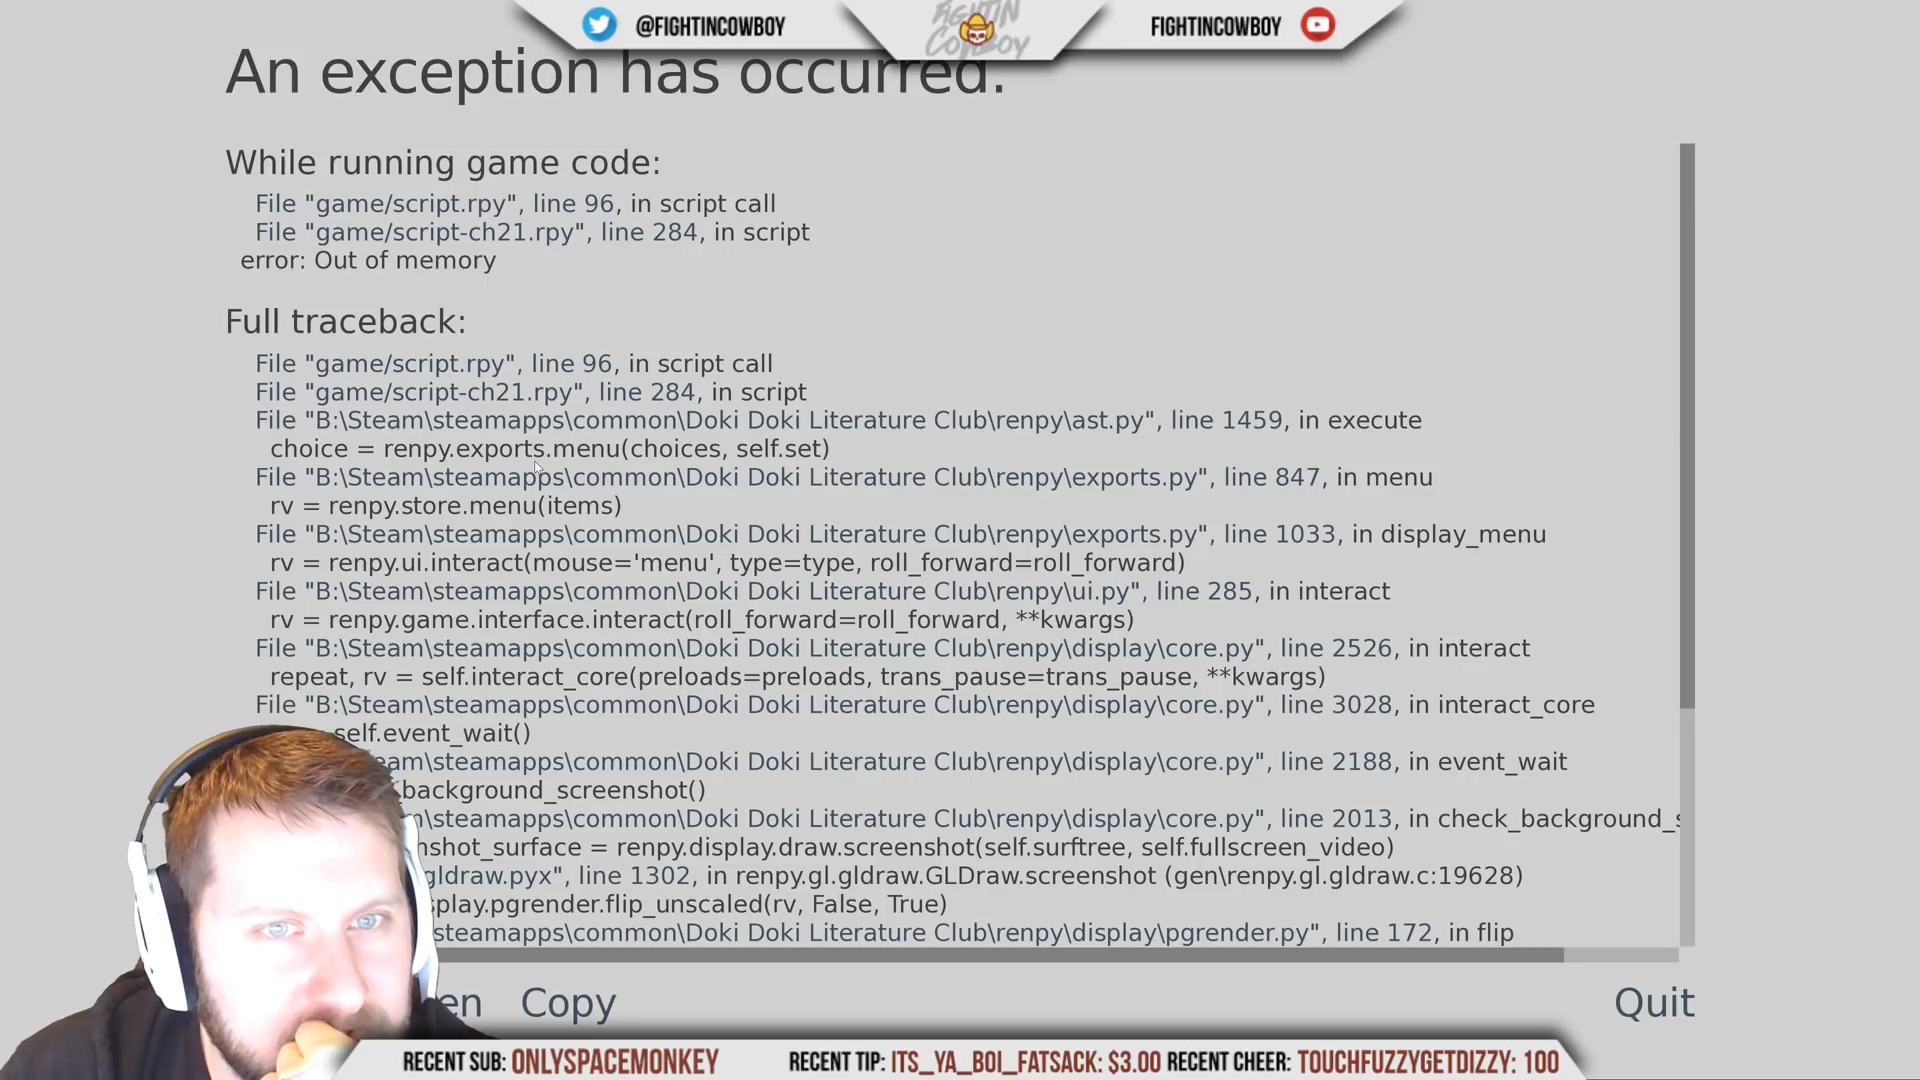 @FIGHTINCOWBOY
FIGHTIN
COWBOY
FIGHTINCOWBOY
An exception has occurred.
While running game code:
File "game/script.rpy", line 96, in script call
File "game/script-ch21.rpy", line 284, in script
error: Out of memory
Full traceback:
File "game/script.rpy", line 96, in script call
File "game/script-ch21.rpy", line 284, in script
File "B:\Steam\steamapps\common\Doki Doki Literature Club\renpy\ast.py", line 1459, in execute
choice = renpy.exports.menu(choices, self.set)
File "B:\Steam\steamapps\common\Doki Doki Literature Club\renpy\exports.py", line 847, in menu
rv = renpy.store.menu(items)
File "B:\Steam\steamapps\common\Doki Doki Literature Club\renpy\exports.py", line 1033, in display_menu
rv = renpy.ui.interact(mouse='menu', type=type, roll_forward=roll_forward)
File "B:\Steam\steamapps\common\Doki Doki Literature Club\renpy\ui.py", line 285, in interact
rv = renpy.game.interface.interact(roll_forward=roll_forward, **kwargs)
File "B:\Steam\steamapps\common\Doki Doki Literature Club\renpy\display\core.py", line 2526, in interact
repeat, rv = self.interact_core(preloads=preloads, trans_pause=trans_pause, **kwargs)
File "B:\Steam\steamapps\common\Doki Doki Literature Club\renpy\display\core.py", line 3028, in interact_core
self.event_wait()
eam\steamapps\common\Doki Doki Literature Club\renpy\display\core.py", line 2188, in event_wait
background_screenshot()
\steamapps\common\Doki Doki Literature Club\renpy\display\core.py", line 2013, in check_background_s
nshot_surface = renpy.display.draw.screenshot(self.surftree, self.fullscreen_video)
gldraw.pyx", line 1302, in renpy.gl.gldraw.GLDraw.screenshot (gen\renpy.gl.gldraw.c:19628)
splay.pgrender.flip_unscaled(rv, False, True)
steamapps\common\Doki Doki Literature Club\renpy\display\pgrender.py", line 172, in flip
en Copy Quit
RECENT SUB: ONLYSPACEMONKEY RECENT TIP: ITS_YA_BOI_FATSACK: $3.00 RECENT CHEER: TOUCHFUZZYGETDIZZY: 100